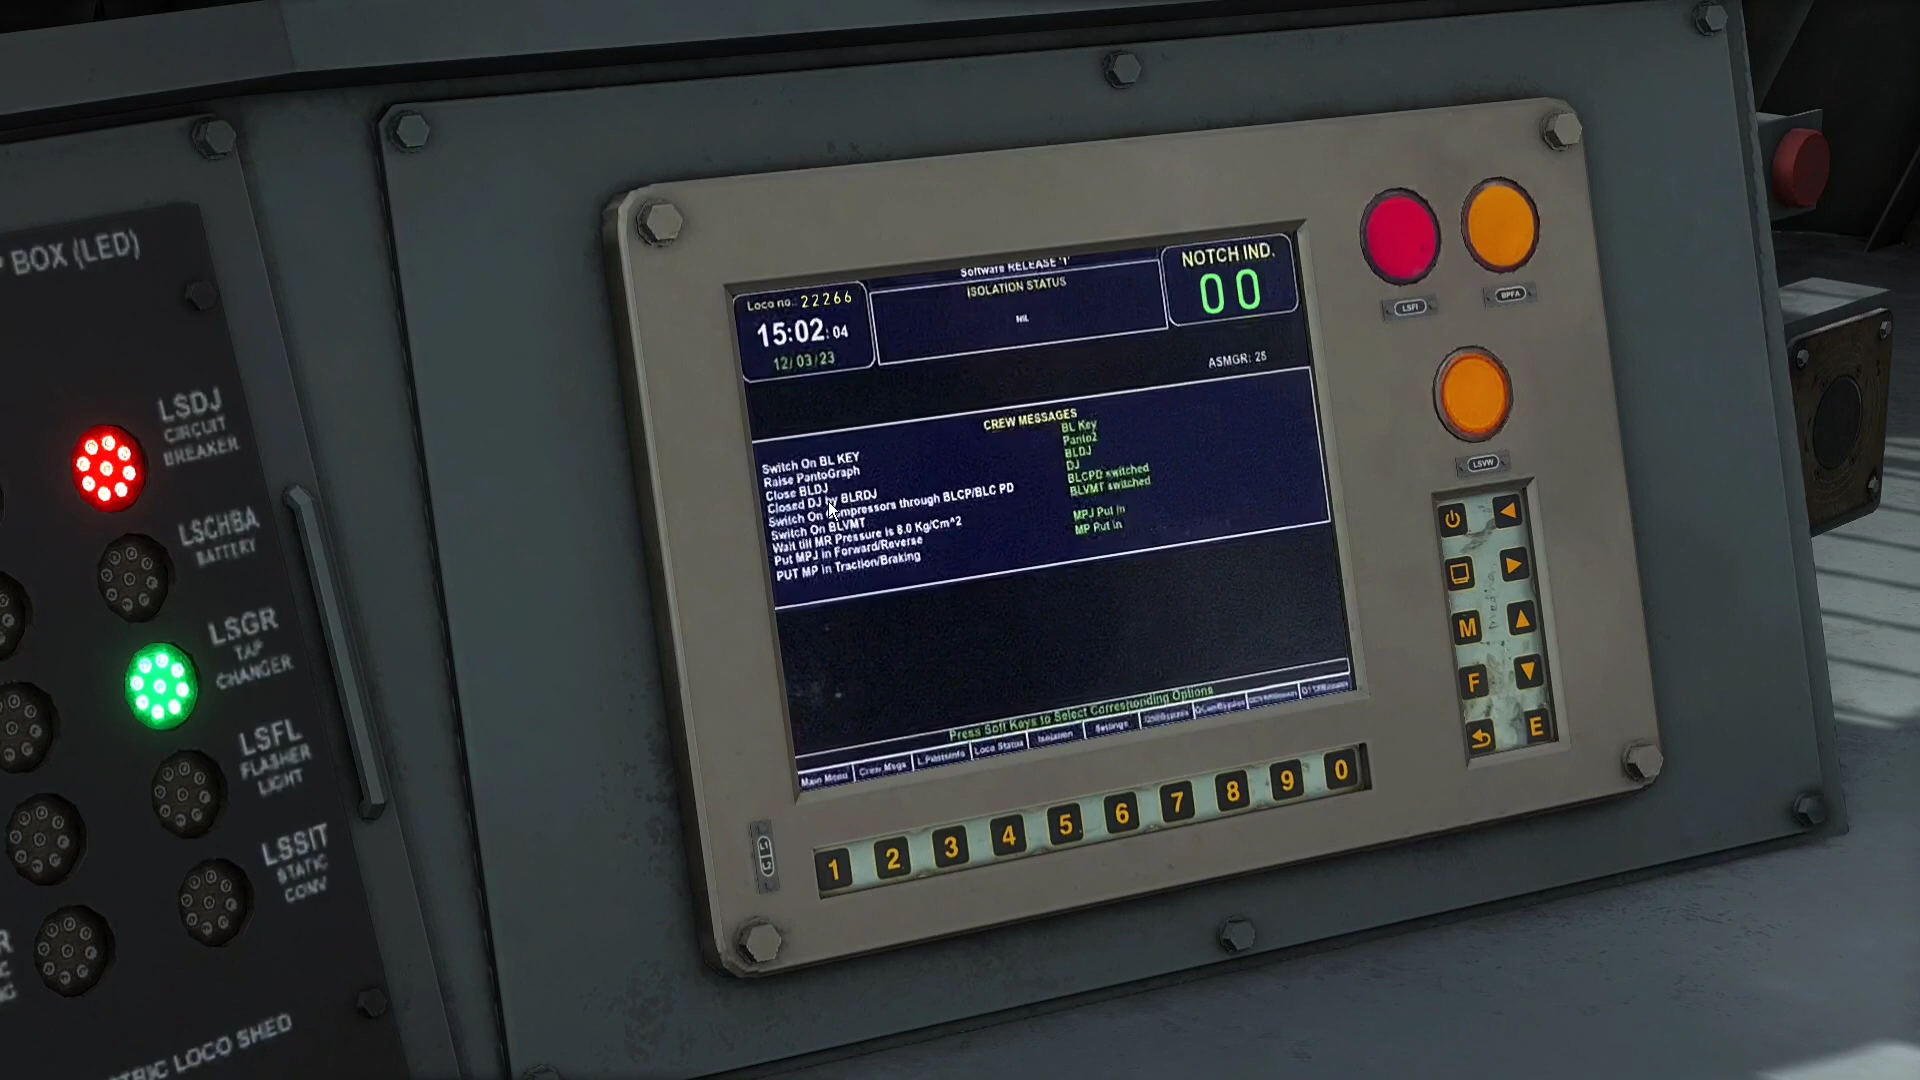 BOX (LED)
LSDJ
CIRCUIT
BREAKER
LSCHBA
BATTERY
LSGR
TAP
CHANGER
LSFL
FLASHER
LIGHT
LSSIT
STATIC
CONV
LOCO SHED
Software RELEASE '1'
Loco no.: 22266
15:02:04
12/03/23
ISOLATION STATUS
NIL
NOTCH IND.
00
ASMGR: 25
CREW MESSAGES
Switch On BL KEY
BL Key
Raise PantoGraph
Panto2
Close BLDJ
BLDJ
Closed DJ by BLRDJ
DJ
Switch On Compressors through BLCP/BLC PD
BLCPD switched
Switch On BLVMT
BLVMT switched
Wait till MR Pressure is 8.0 Kg/Cm^2
Put MPJ in Forward/Reverse
MPJ Put in
PUT MP in Traction/Braking
MP Put in
Press Soft Keys to Select Corresponding Options
Main Menu
Crew Msgs
Loco Status
Isolation
Settings
LSFI
BPFA
LSVW
M
F
E
1 2 3 4 5 6 7 8 9 0